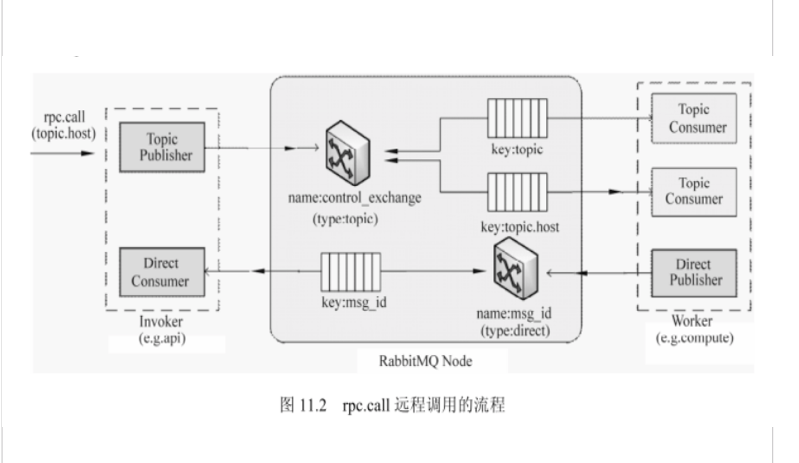 rpc.call
(topic.host)
Topic
Publisher
Direct
Consumer
Invoker
(e.g.api)
name:control_exchange
(type:topic)
key:topic
key:topic.host
key:msg_id
name:msg_id
(type:direct)
RabbitMQ Node
Topic
Consumer
Topic
Consumer
Direct
Publisher
Worker
(e.g.compute)
图 11.2 rpc.call 远程调用的流程